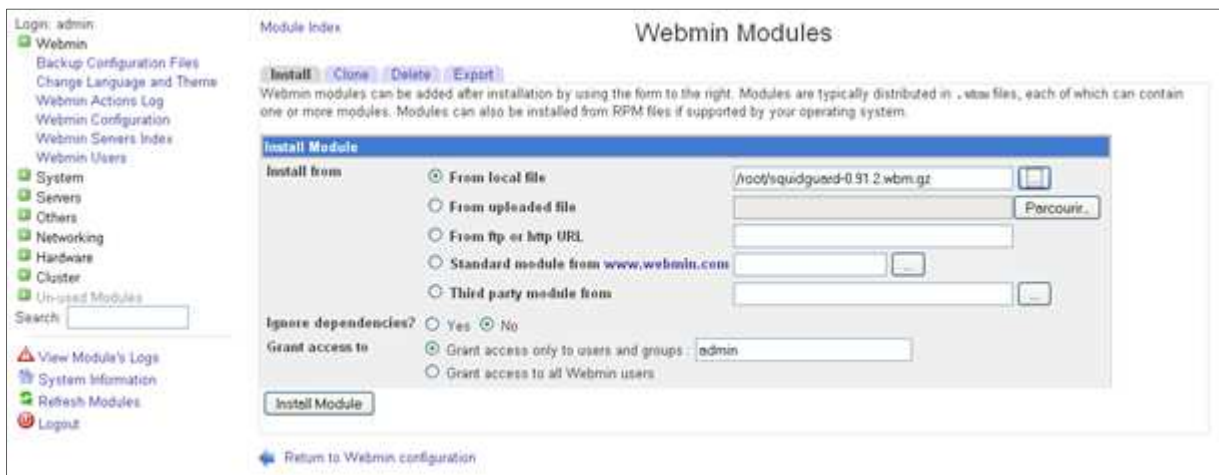 Login: admin
Webmin
Backup Configuration Files
Change Language and Theme
Webmin Actions Log
Webmin Configuration
Webmin Servers Index
Webmin Users
System
Servers
Others
Networking
Hardware
Cluster
Un-used Modules
Search:
View Module's Logs
System Information
Refresh Modules
Logout
Module Index
Webmin Modules
Install Clone Delete Export
Webmin modules can be added after installation by using the form to the right. Modules are typically distributed in .wbm files, each of which can contain
one or more modules. Modules can also be installed from RPM files if supported by your operating system.
Install Module
Install from
From local file /root/squidguard-0.91.2.wbm.gz ...
From uploaded file Parcourir..
From ftp or http URL
Standard module from www.webmin.com ...
Third party module from ...
Ignore dependencies? Yes No
Grant access to Grant access only to users and groups : admin
Grant access to all Webmin users
Install Module
Return to Webmin configuration